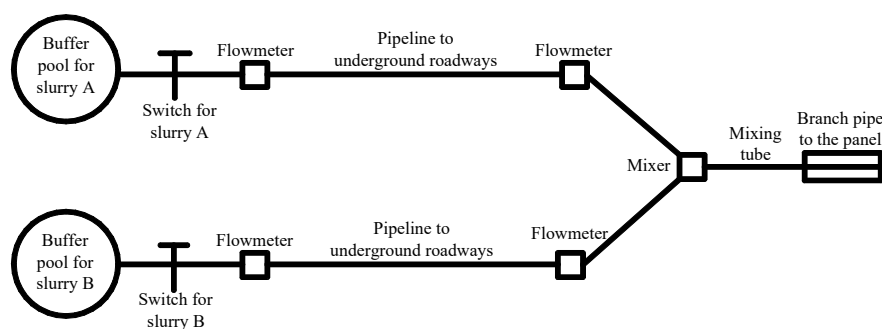 Buffer
pool for
slurry A
Switch for
slurry A
Flowmeter
Pipeline to
underground roadways
Flowmeter
Mixer
Mixing
tube
Branch pipe
to the panel
Buffer
pool for
slurry B
Switch for
slurry B
Flowmeter
Pipeline to
underground roadways
Flowmeter